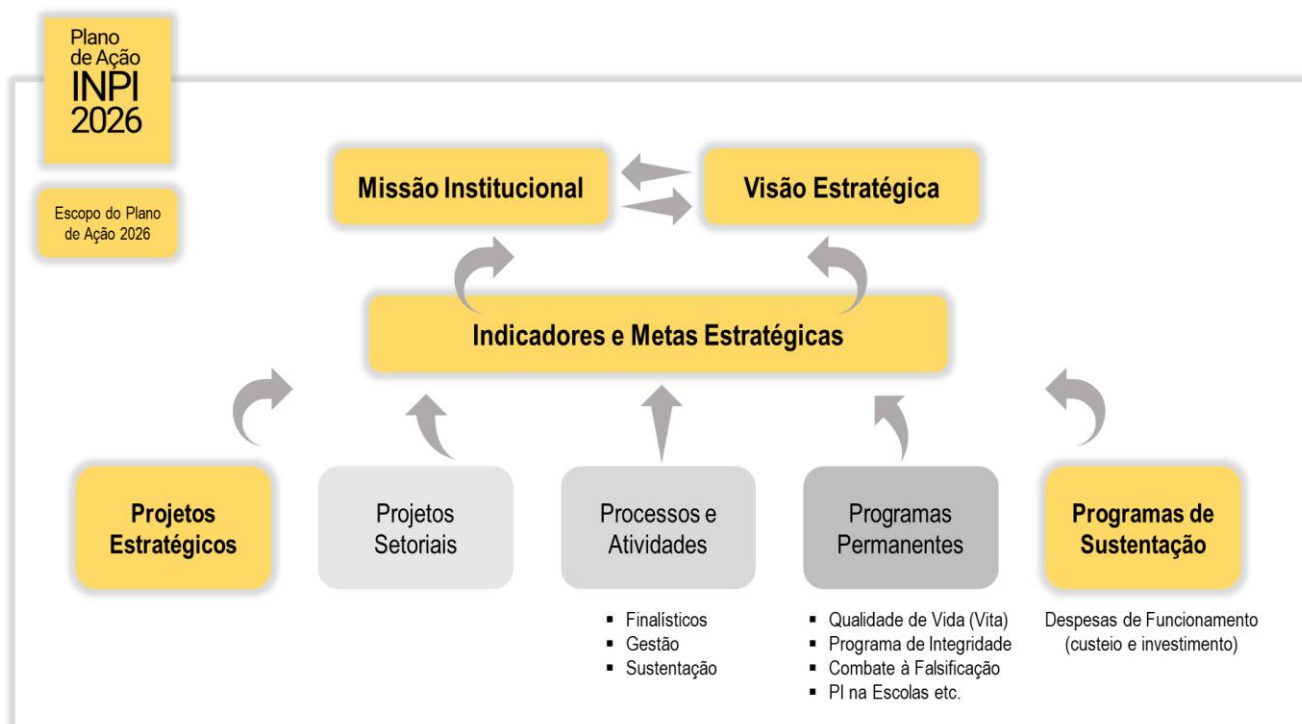 Plano
de Ação
INPI
2026
Escopo do Plano
de Ação 2026
Missão Institucional
Visão Estratégica
Indicadores e Metas Estratégicas
Projetos
Estratégicos
Projetos
Setoriais
Processos e
Atividades
Programas
Permanentes
Programas de
Sustentação
▪ Finalísticos
▪ Gestão
▪ Sustentação
▪ Qualidade de Vida (Vita)
▪ Programa de Integridade
▪ Combate à Falsificação
▪ PI na Escolas etc.
Despesas de Funcionamento
(custeio e investimento)